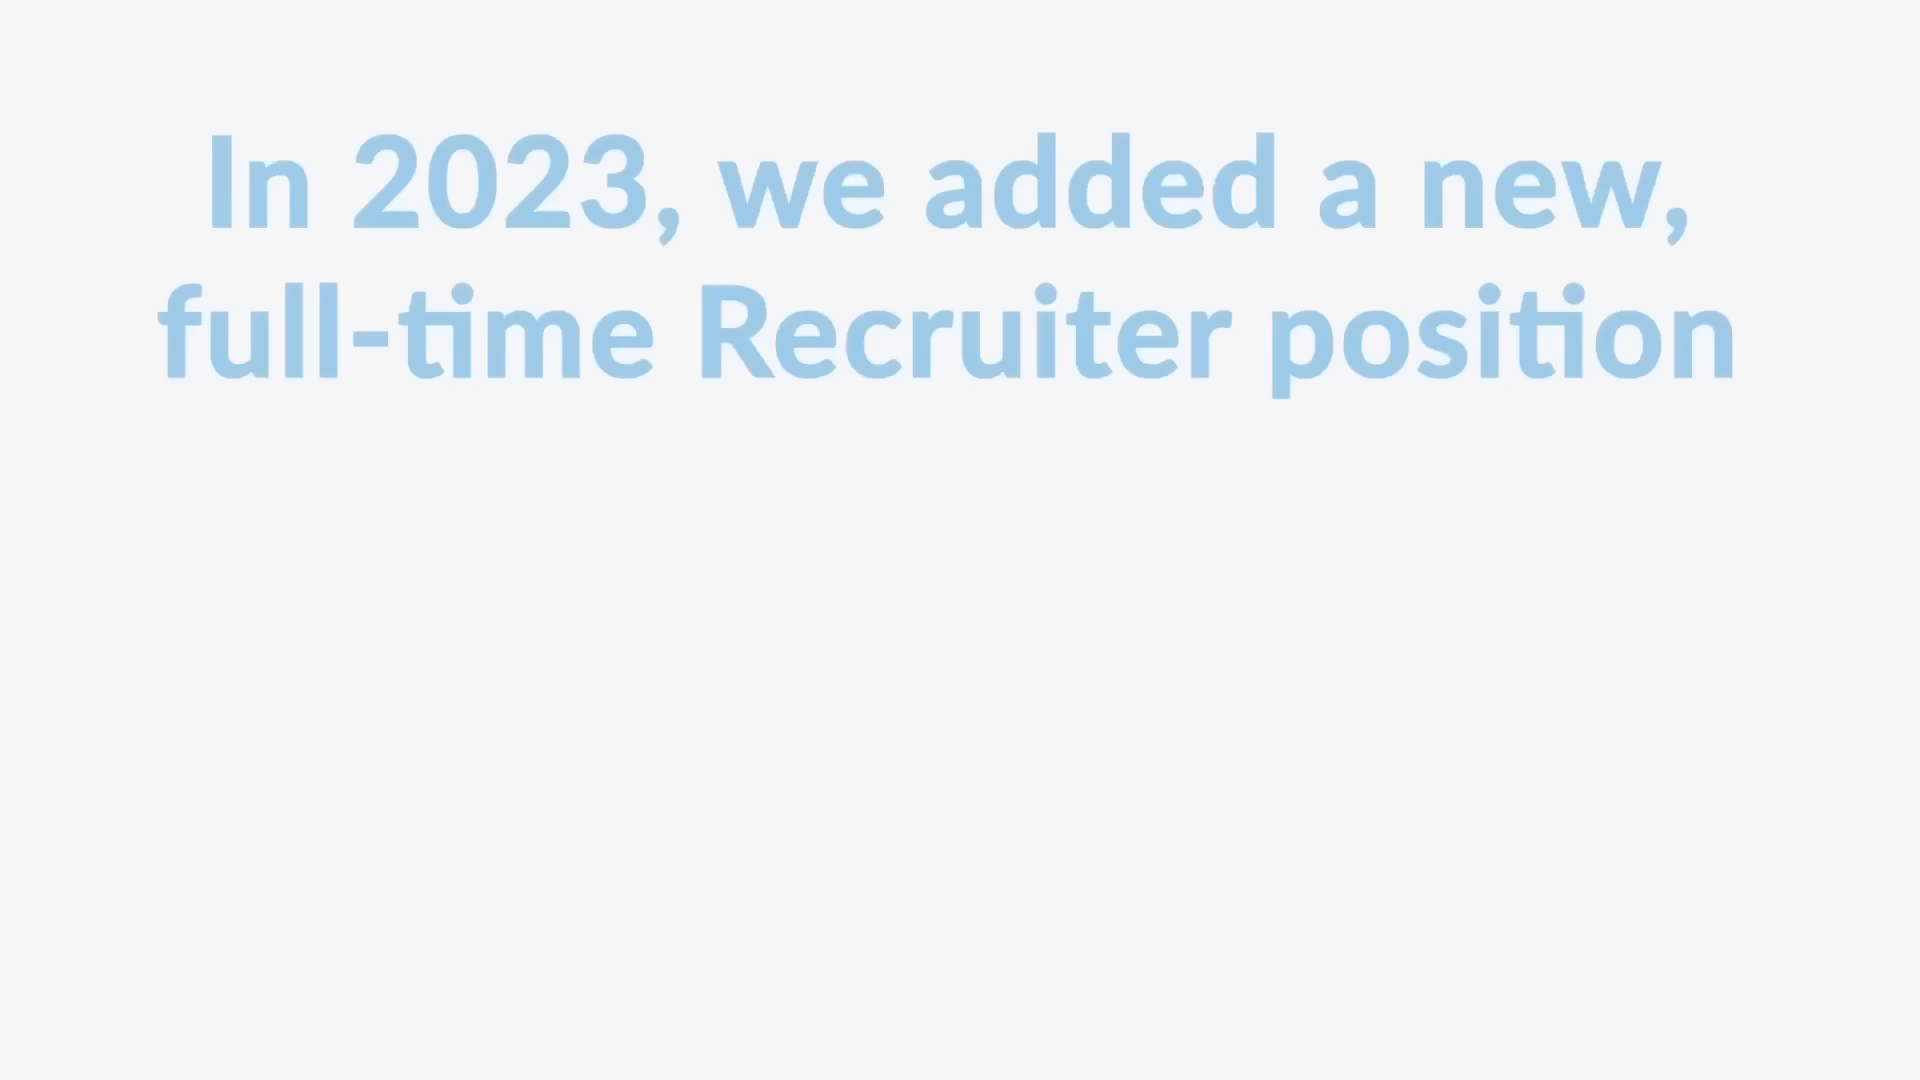 In 2023, we added a new,
full-time Recruiter position